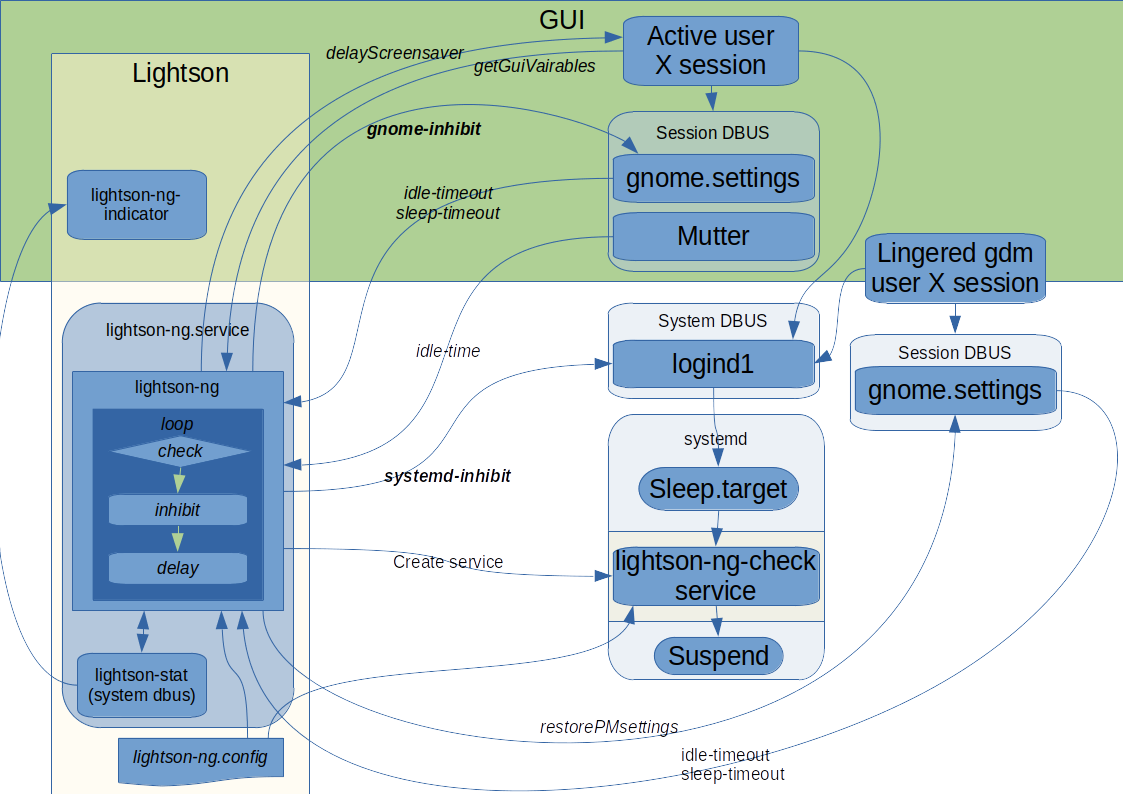 GUI
Lightson
delayScreensaver
getGuiVairables
Active user
X session
gnome-inhibit
Session DBUS
gnome.settings
Mutter
lightson-ng-
indicator
idle-timeout
sleep-timeout
Lingered gdm
user X session
lightson-ng.service
System DBUS
logind1
idle-time
Session DBUS
gnome.settings
lightson-ng
loop
check
inhibit
delay
systemd-inhibit
systemd
Sleep.target
Create service
lightson-ng-check
service
Suspend
lightson-stat
(system dbus)
lightson-ng.config
restorePMsettings
idle-timeout
sleep-timeout